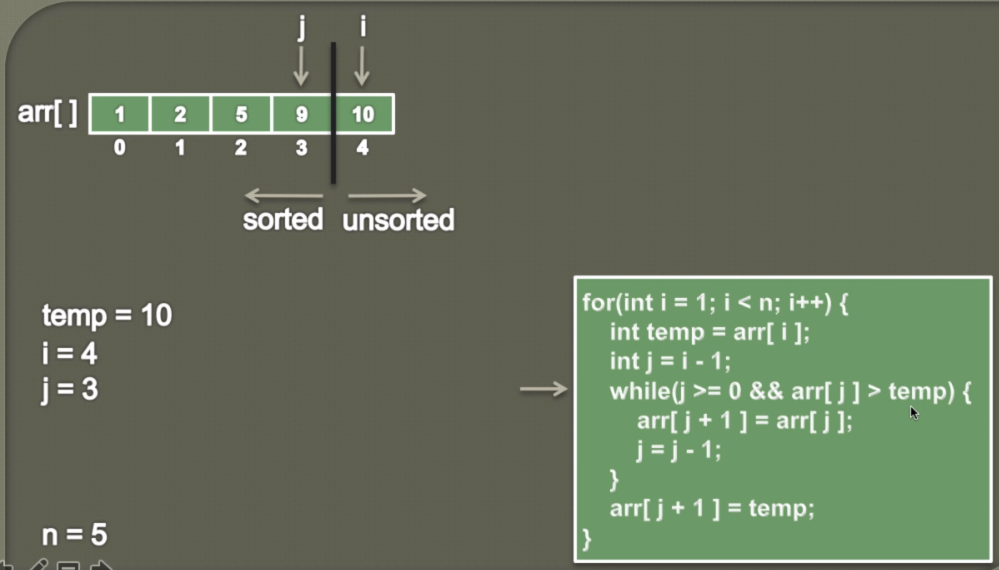 j i
arr[ ] 1 2 5 9 10
0 1 2 3 4
sorted unsorted
temp = 10
i = 4
j = 3
n = 5
for(int i = 1; i < n; i++) {
int temp = arr[ i ];
int j = i - 1;
while(j >= 0 && arr[ j ] > temp) {
arr[ j + 1 ] = arr[ j ];
j = j - 1;
}
arr[ j + 1 ] = temp;
}